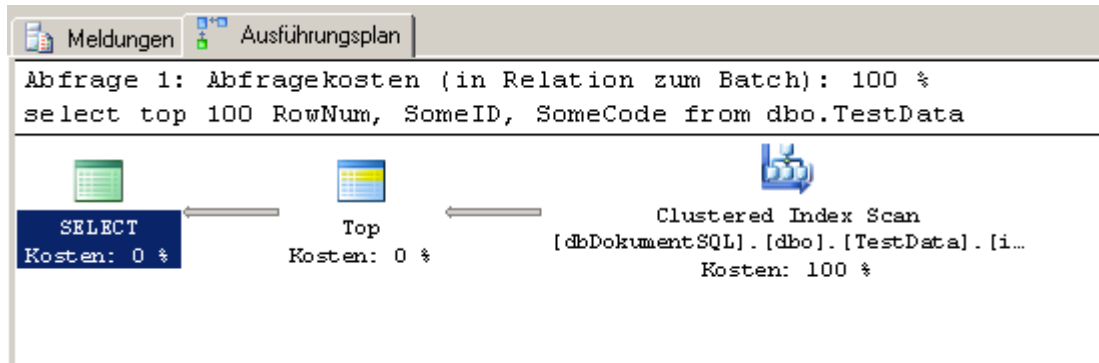 Meldungen Ausführungsplan
Abfrage 1: Abfragekosten (in Relation zum Batch): 100 %
select top 100 RowNum, SomeID, SomeCode from dbo.TestData
SELECT
Kosten: 0 %
Top
Kosten: 0 %
Clustered Index Scan
[dbDokumentSQL].[dbo].[TestData].[i…
Kosten: 100 %